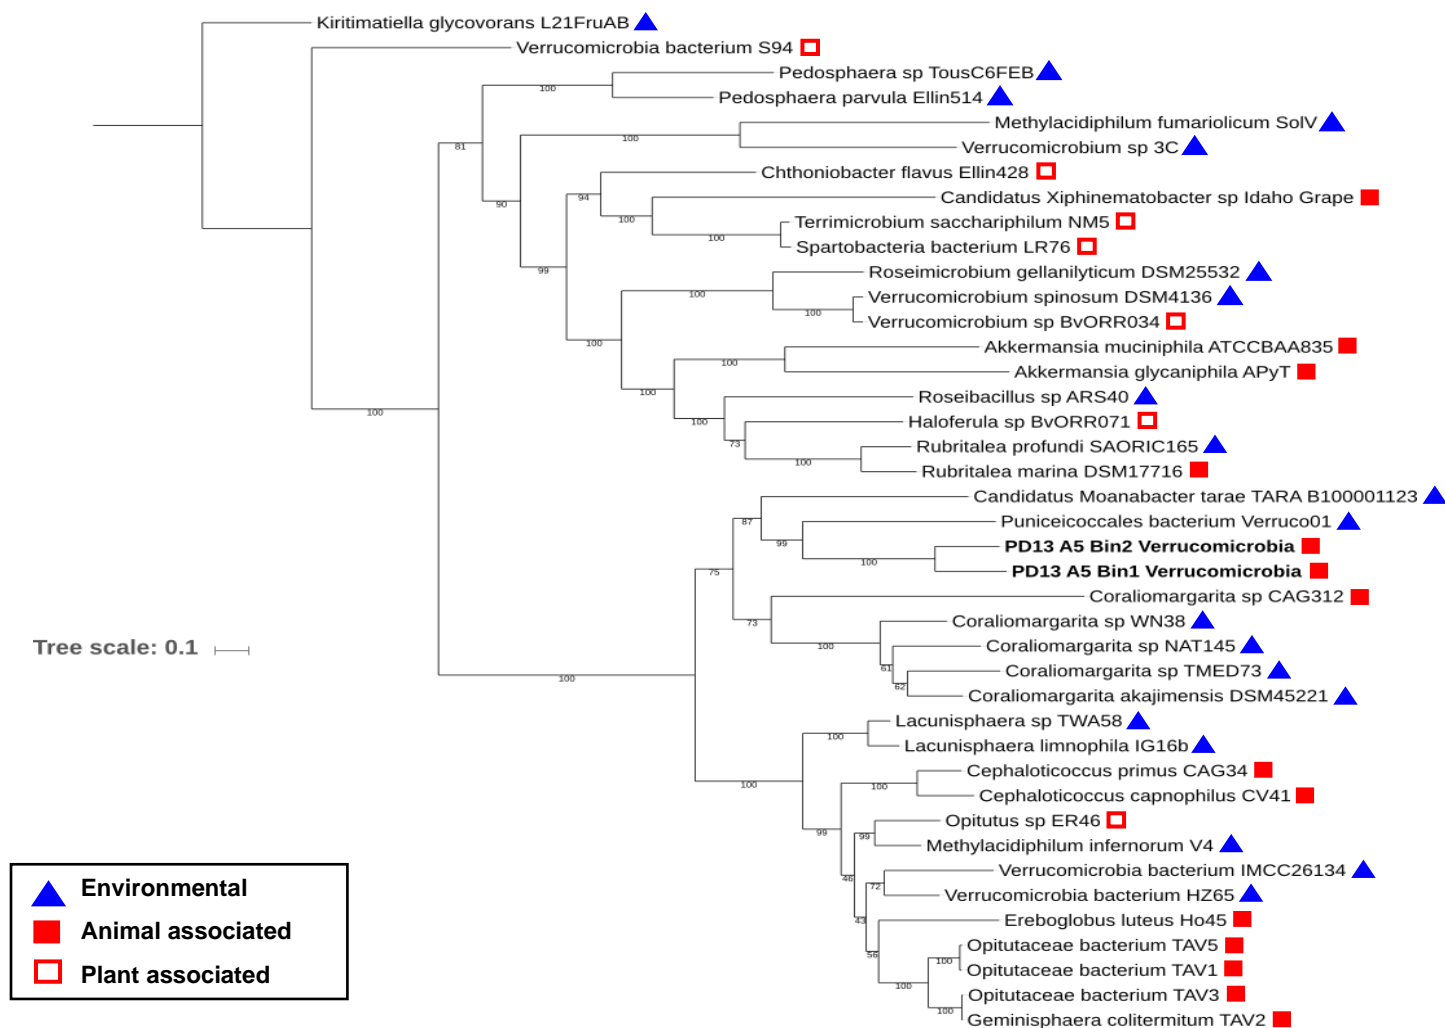 Kiritimatiella glycovorans L21FruAB
Verrucomicrobia bacterium S94
Pedosphaera sp TousC6FEB
100
Pedosphaera parvula Ellin514
Methylacidiphilum fumariolicum SolV
100
81
Verrucomicrobium sp 3C
Chthoniobacter flavus Ellin428
94
Candidatus Xiphinematobacter sp Idaho Grape
90
100
Terrimicrobium sacchariphilum NM5
100
Spartobacteria bacterium LR76
99
Roseimicrobium gellanilyticum DSM25532
100
Verrucomicrobium spinosum DSM4136
100
Verrucomicrobium sp BvORR034
100
Akkermansia muciniphila ATCCBAA835
100
Akkermansia glycaniphila APyT
100
Roseibacillus sp ARS40
100
100
Haloferula sp BvORR071
73
Rubritalea profundi SAORIC165
100
Rubritalea marina DSM17716
Candidatus Moanabacter tarae TARA B100001123
87
Puniceicoccales bacterium Verruco01
99
PD13 A5 Bin2 Verrucomicrobia
100
PD13 A5 Bin1 Verrucomicrobia
75
Coraliomargarita sp CAG312
73
Coraliomargarita sp WN38
100
Tree scale: 0.1
Coraliomargarita sp NAT145
61
Coraliomargarita sp TMED73
100
62
Coraliomargarita akajimensis DSM45221
Lacunisphaera sp TWA58
100
Lacunisphaera limnophila IG16b
Cephaloticoccus primus CAG34
100
100
Cephaloticoccus capnophilus CV41
Opitutus sp ER46
99
99
Methylacidiphilum infernorum V4
Verrucomicrobia bacterium IMCC26134
46
72
Verrucomicrobia bacterium HZ65
Ereboglobus luteus Ho45
43
Opitutaceae bacterium TAV5
56
100
Opitutaceae bacterium TAV1
100
Opitutaceae bacterium TAV3
100
Geminisphaera colitermitum TAV2
Environmental
Animal associated
Plant associated